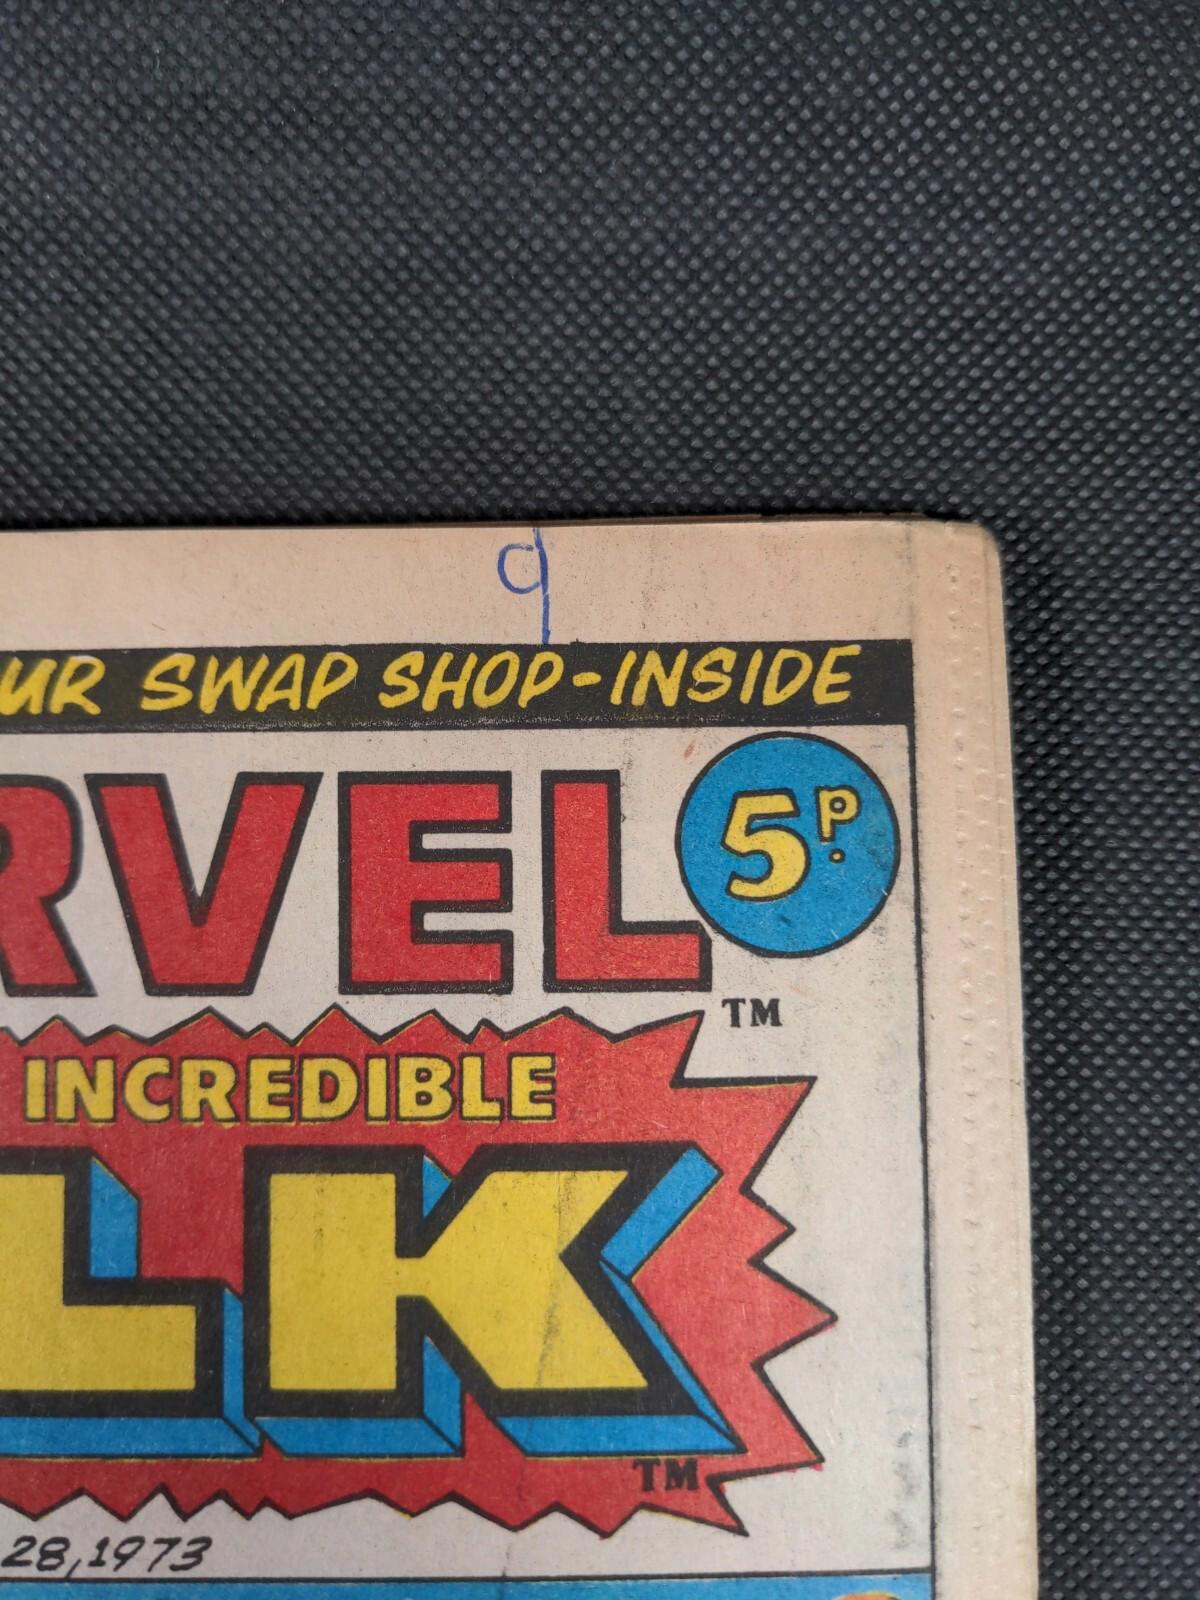 9
UR SWAP SHOP-INSIDE
RVEL
5p.
TM
INCREDIBLE
LK
TM
28,1973